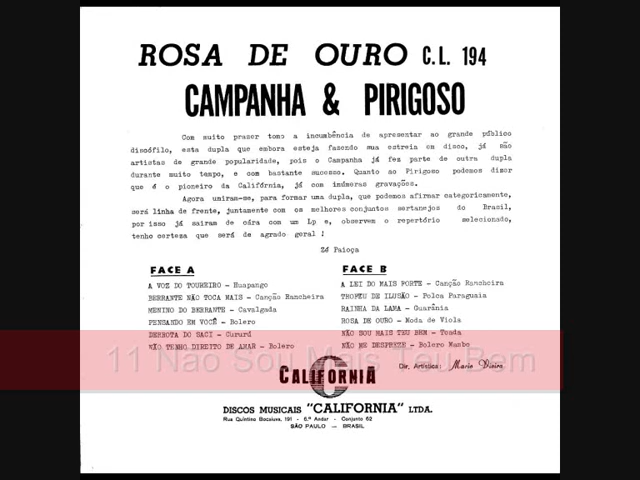 ROSA DE OURO C.L. 194
CAMPANHA & PIRIGOSO
Com muito prazer tomo a incumbência de apresentar ao grande público
discófilo, esta dupla que embora esteja fazendo sua estreia em disco, já são
artistas de grande popularidade, pois o Campanha já fez parte de outra dupla
durante muito tempo, e com bastante sucesso. Quanto ao Pirigoso podemos dizer
que é o pioneiro da Califórnia, já com inúmeras gravações.
Agora uniram-se, para formar uma dupla, que podemos afirmar categoricamente,
será linha de frente, juntamente com os melhores conjuntos sertanejos do Brasil,
por isso já sairam de cára com um Lp e, observem o repertório selecionado,
tenho certeza que será de agrado geral !
Zé Paioça
FACE A
A VOZ DO TOUREIRO - Huapango
BERRANTE NÃO TOCA MAIS - Canção Rancheira
MENINO DO BERRANTE - Cavalgada
PENSANDO EM VOCÊ - Bolero
DERROTA DO SACI - Cururú
NÃO TENHO DIREITO DE AMAR - Bolero
FACE B
A LEI DO MAIS FORTE - Canção Rancheira
TROFEU DE ILUSÃO - Polca Paraguaia
RAINHA DA LAMA - Guarânia
ROSA DE OURO - Moda de Viola
NÃO SOU MAIS TEU BEM - Toada
NÃO ME DESPREZE - Bolero Mambo
11 Nao Sou Mais Teu Bem
Dir. Artística: Mario Vieira
CALIFORNIA
DISCOS MUSICAIS "CALIFORNIA" LTDA.
Rua Quintino Bocaiuva, 191 - 6.º Andar - Conjunto 62
SÃO PAULO - BRASIL